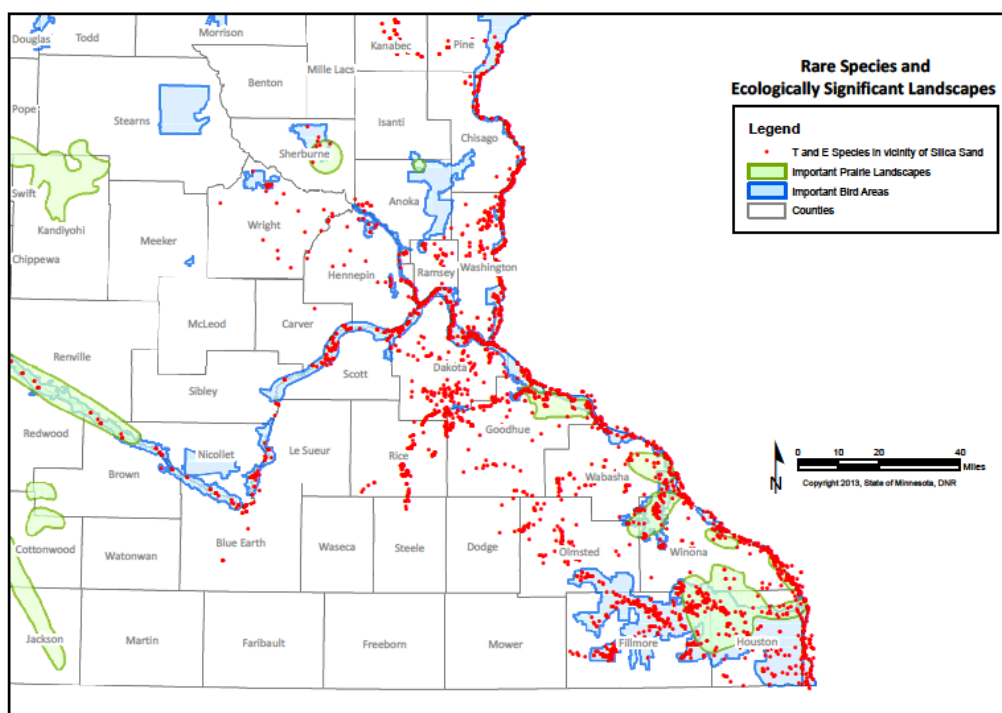 Rare Species and
Ecologically Significant Landscapes
Legend
T and E Species in vicinity of Silica Sand
Important Prairie Landscapes
Important Bird Areas
Counties
Douglas
Todd
Morrison
Kanabec
Pine
Mille Lacs
Benton
Pope
Stearns
Isanti
Chisago
Sherburne
Swift
Anoka
Wright
Kandiyohi
Meeker
Chippewa
Hennepin
Ramsey
Washington
McLeod
Carver
Renville
Scott
Dakota
Sibley
Redwood
Nicollet
Le Sueur
Rice
Goodhue
Brown
Wabasha
N
0 10 20 40
Miles
Copyright 2013, State of Minnesota, DNR
Cottonwood
Watonwan
Blue Earth
Waseca
Steele
Dodge
Olmsted
Winona
Jackson
Martin
Faribault
Freeborn
Mower
Fillmore
Houston